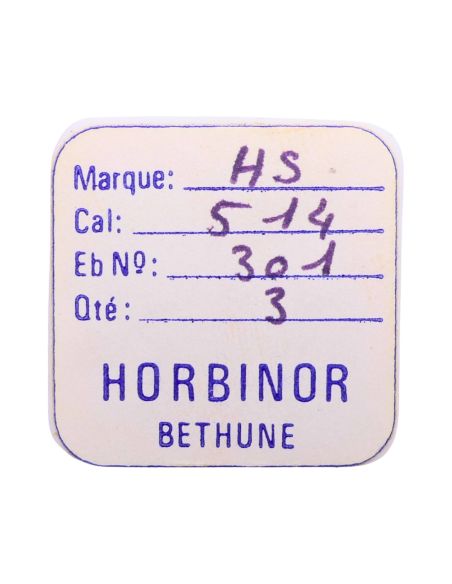 Marque: HS
Cal: 514
Eb Nº: 301
Qté: 3
HORBINOR
BETHUNE